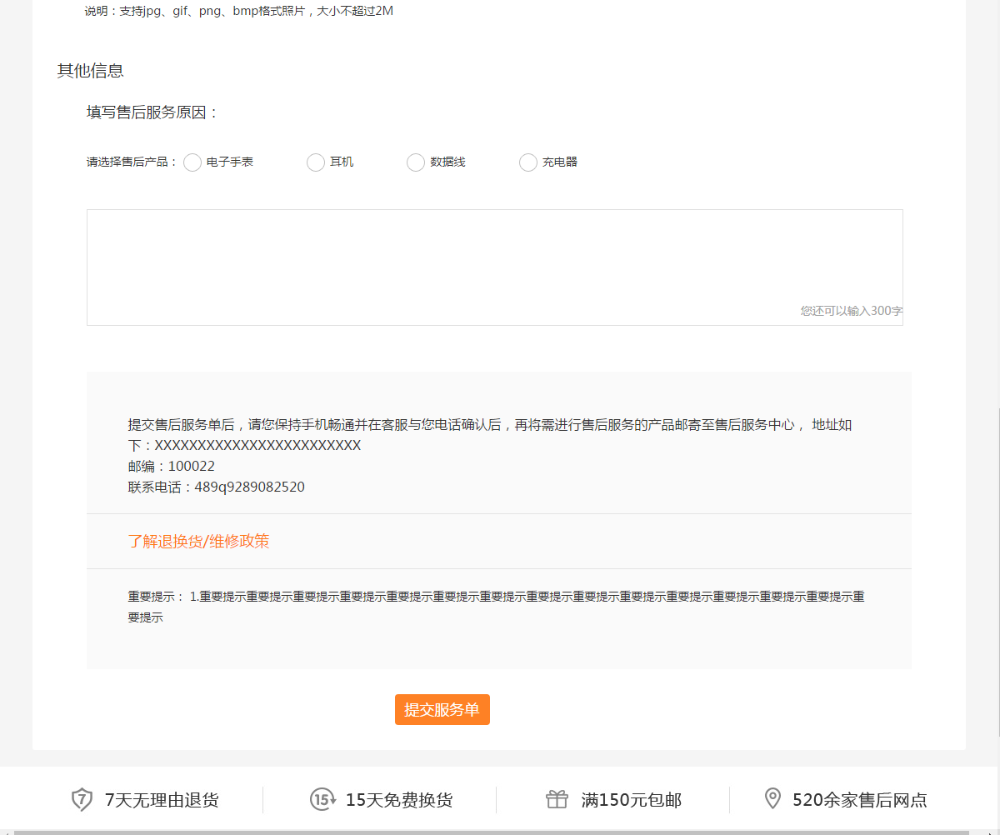 说明：支持jpg、gif、png、bmp格式照片，大小不超过2M
其他信息
填写售后服务原因：
请选择售后产品： 电子手表 耳机 数据线 充电器
您还可以输入300字
提交售后服务单后，请您保持手机畅通并在客服与您电话确认后，再将需进行售后服务的产品邮寄至售后服务中心， 地址如
下：XXXXXXXXXXXXXXXXXXXXXXXX
邮编：100022
联系电话：489q9289082520
了解退换货/维修政策
重要提示： 1.重要提示重要提示重要提示重要提示重要提示重要提示重要提示重要提示重要提示重要提示重要提示重要提示重要提示重要提示重
要提示
提交服务单
7 7天无理由退货 15 15天免费换货 满150元包邮 520余家售后网点